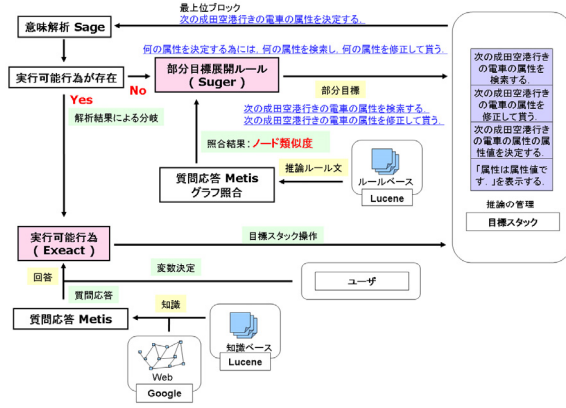 最上位ブロック
次の成田空港行きの電車の属性を決定する.
意味解析 Sage
何の属性を決定する為には, 何の属性を検索し, 何の属性を修正して貰う.
実行可能行為が存在
No
部分目標展開ルール
( Suger )
部分目標
Yes
解析結果による分岐
次の成田空港行きの電車の属性を検索する.
次の成田空港行きの電車の属性を修正して貰う.
照合結果:ノード類似度
質問応答 Metis
グラフ照合
推論ルール文
ルールベース
Lucene
次の成田空港行き
の電車の属性を
検索する.
次の成田空港行き
の電車の属性を
修正して貰う.
次の成田空港行き
の電車の属性の属
性値を決定する.
「属性は属性値で
す. 」を表示する.
推論の管理
目標スタック
実行可能行為
( Exeact )
目標スタック操作
回答
変数決定
ユーザ
質問応答
質問応答 Metis
知識
知識ベース
Lucene
Web
Google